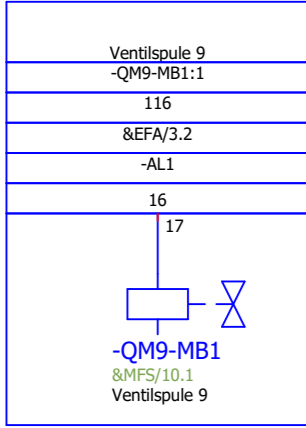 Ventilspule 9
-QM9-MB1:1
116
&EFA/3.2
-AL1
16
17
-QM9-MB1
&MFS/10.1
Ventilspule 9